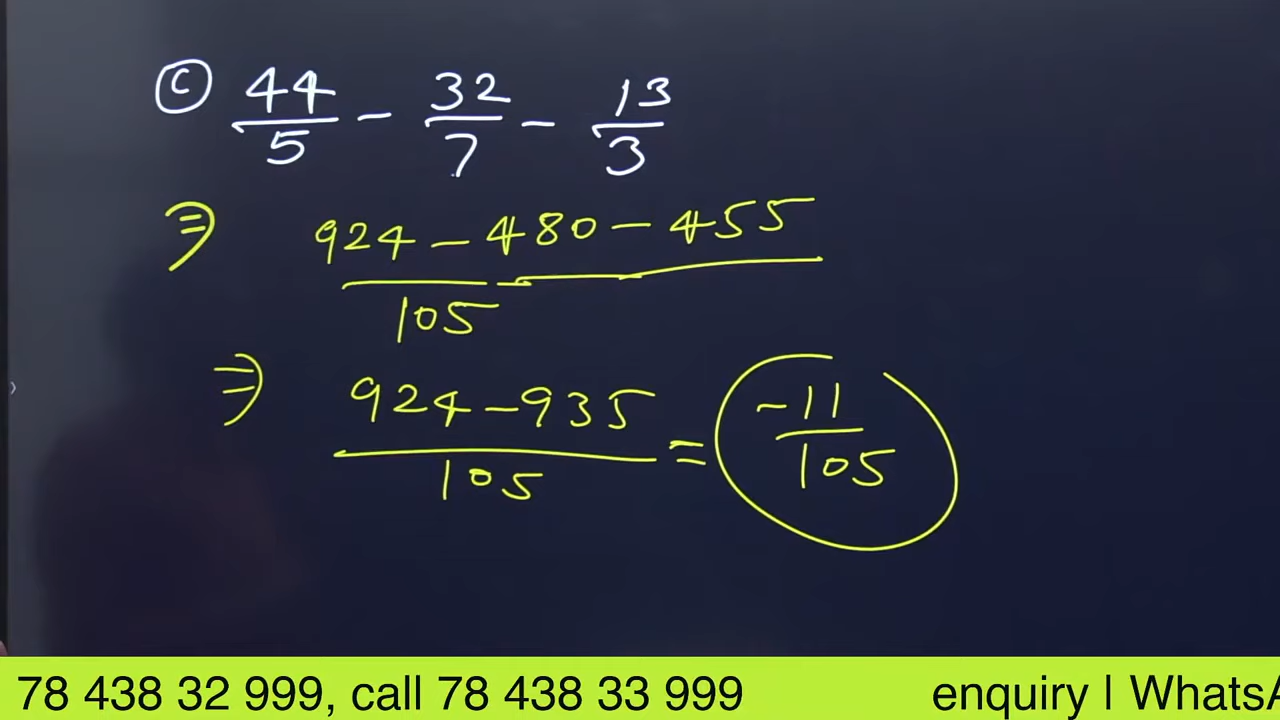 Ⓒ 44/5 - 32/7 - 13/3
⇒ 924 - 480 - 455 / 105
⇒ 924 - 935 / 105 = -11/105
78 438 32 999, call 78 438 33 999 enquiry | WhatsA